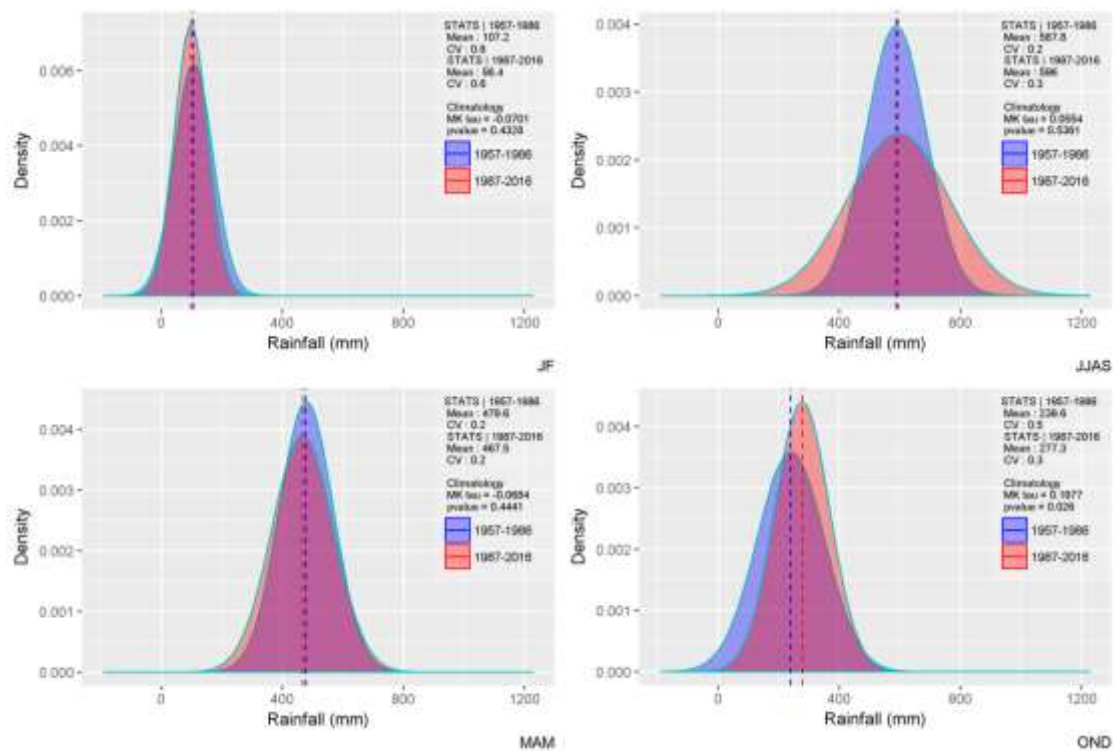 STATS | 1957-1986
Mean : 107.2
CV : 0.6
STATS | 1987-2016
Mean : 98.4
CV : 0.6
Climatology
MK tau = -0.0701
pvalue = 0.4328
1957-1986
1987-2016
0.006
0.004
0.002
0.000
Density
0 400 800 1200
Rainfall (mm)
JF
STATS | 1957-1986
Mean : 587.8
CV : 0.2
STATS | 1987-2016
Mean : 596
CV : 0.3
Climatology
MK tau = 0.0554
pvalue = 0.5361
1957-1986
1987-2016
0.004
0.003
0.002
0.001
0.000
Density
0 400 800 1200
Rainfall (mm)
JJAS
STATS | 1957-1986
Mean : 479.6
CV : 0.2
STATS | 1987-2016
Mean : 467.5
CV : 0.2
Climatology
MK tau = -0.0684
pvalue = 0.4441
1957-1986
1987-2016
0.004
0.003
0.002
0.001
0.000
Density
0 400 800 1200
Rainfall (mm)
MAM
STATS | 1957-1986
Mean :
CV : 0.5
STATS | 1987-2016
Mean : 277.3
CV : 0.3
Climatology
MK tau = 0.1977
pvalue = 0.026
1957-1986
1987-2016
0.004
0.003
0.002
0.001
0.000
Density
0 400 800 1200
Rainfall (mm)
OND